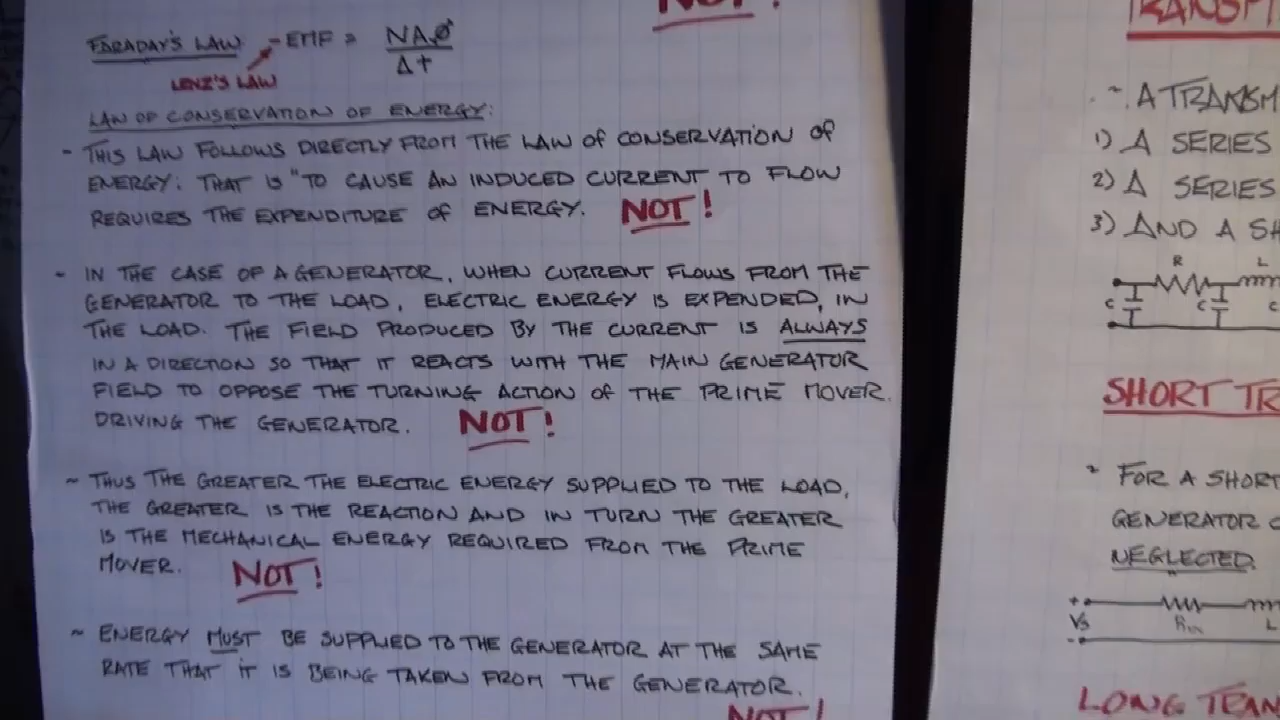 NOT!
FARADAY'S LAW -EMF = NΔø
Δt
LENZ'S LAW
LAW OF CONSERVATION OF ENERGY:
- THIS LAW FOLLOWS DIRECTLY FROM THE LAW OF CONSERVATION OF
ENERGY: THAT IS "TO CAUSE AN INDUCED CURRENT TO FLOW
REQUIRES THE EXPENDITURE OF ENERGY. NOT!
~ IN THE CASE OF A GENERATOR, WHEN CURRENT FLOWS FROM THE
GENERATOR TO THE LOAD, ELECTRIC ENERGY IS EXPENDED, IN
THE LOAD. THE FIELD PRODUCED BY THE CURRENT IS ALWAYS
IN A DIRECTION SO THAT IT REACTS WITH THE MAIN GENERATOR
FIELD TO OPPOSE THE TURNING ACTION OF THE PRIME MOVER.
DRIVING THE GENERATOR. NOT!
~ THUS THE GREATER THE ELECTRIC ENERGY SUPPLIED TO THE LOAD,
THE GREATER IS THE REACTION AND IN TURN THE GREATER
IS THE MECHANICAL ENERGY REQUIRED FROM THE PRIME
MOVER. NOT!
~ ENERGY MUST BE SUPPLIED TO THE GENERATOR AT THE SAME
RATE THAT IT IS BEING TAKEN FROM THE GENERATOR.
NOT!
~ A TRANSM
1) A SERIES
2) A SERIES
3) AND A SH
R L
C C C
SHORT TR
~ FOR A SHORT
GENERATOR
NEGLECTED.
+
Vs
-
L
LONG TRAN